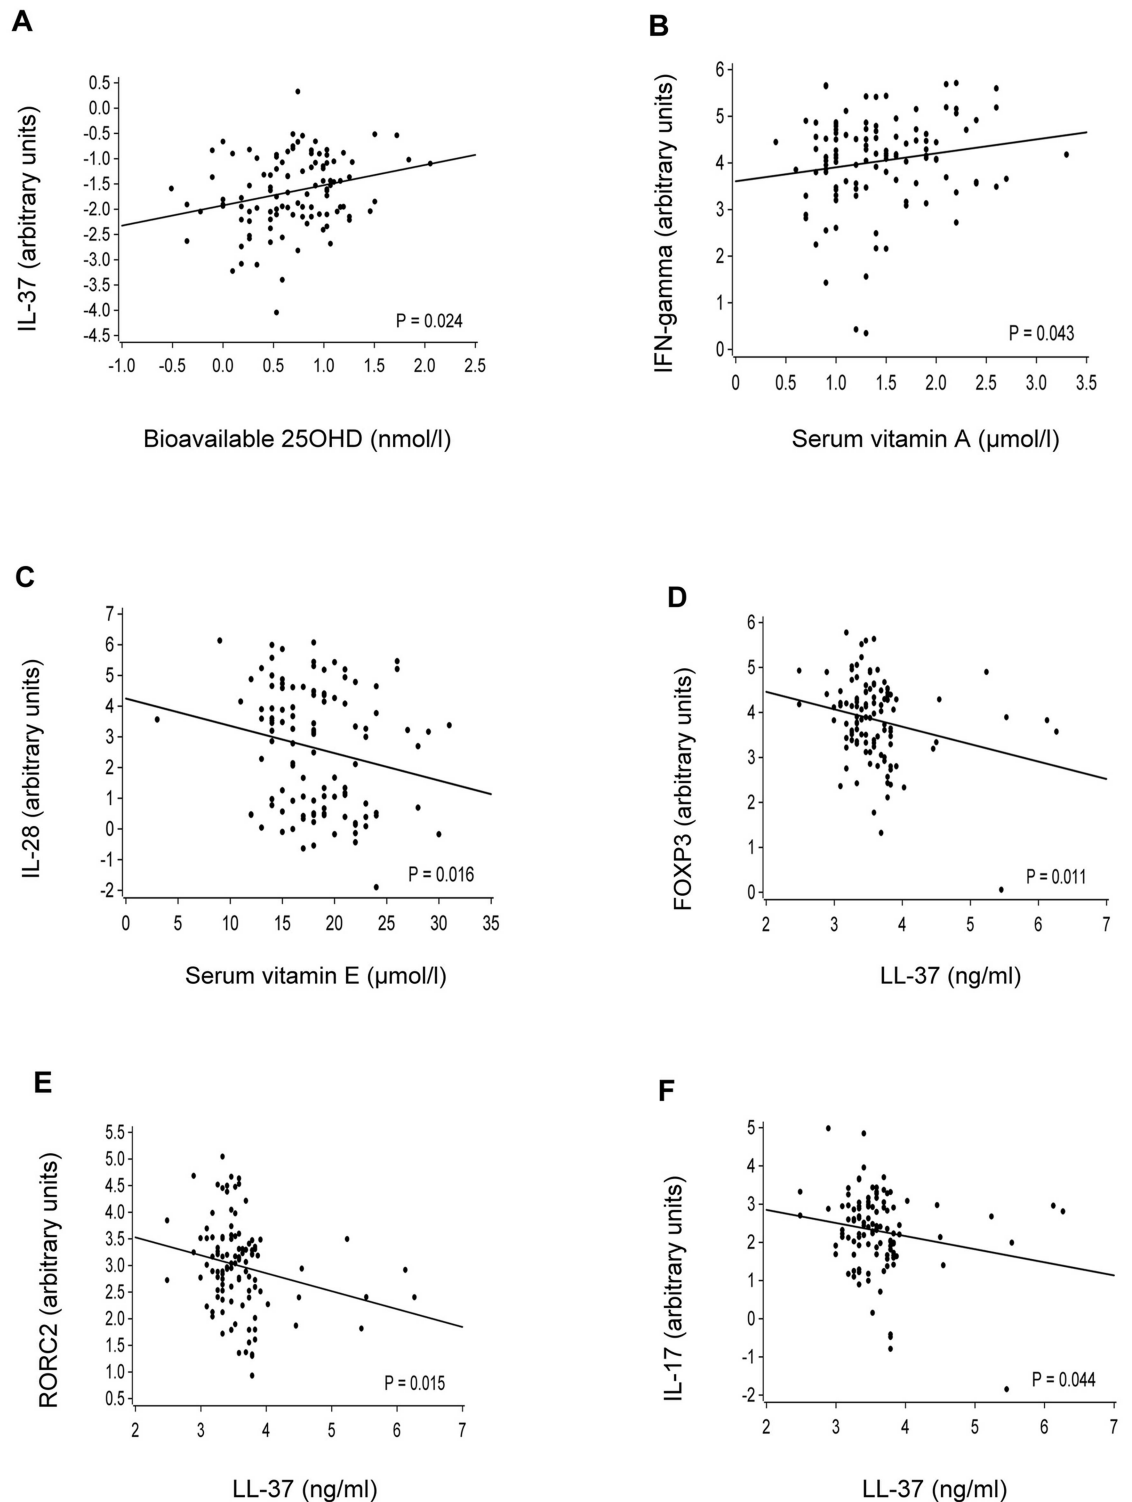 A
IL-37 (arbitrary units)
0.5
0.0
-0.5
-1.0
-1.5
-2.0
-2.5
-3.0
-3.5
-4.0
-4.5
P = 0.024
-1.0 -0.5 0.0 0.5 1.0 1.5 2.0 2.5
Bioavailable 25OHD (nmol/l)
B
IFN-gamma (arbitrary units)
6
5
4
3
2
1
0
P = 0.043
0 0.5 1.0 1.5 2.0 2.5 3.0 3.5
Serum vitamin A (µmol/l)
C
IL-28 (arbitrary units)
7
6
5
4
3
2
1
0
-1
-2
P = 0.016
0 5 10 15 20 25 30 35
Serum vitamin E (µmol/l)
D
FOXP3 (arbitrary units)
6
5
4
3
2
1
0
P = 0.011
2 3 4 5 6 7
LL-37 (ng/ml)
E
RORC2 (arbitrary units)
5.5
5.0
4.5
4.0
3.5
3.0
2.5
2.0
1.5
1.0
0.5
P = 0.015
2 3 4 5 6 7
LL-37 (ng/ml)
F
IL-17 (arbitrary units)
5
4
3
2
1
0
-1
-2
P = 0.044
2 3 4 5 6 7
LL-37 (ng/ml)